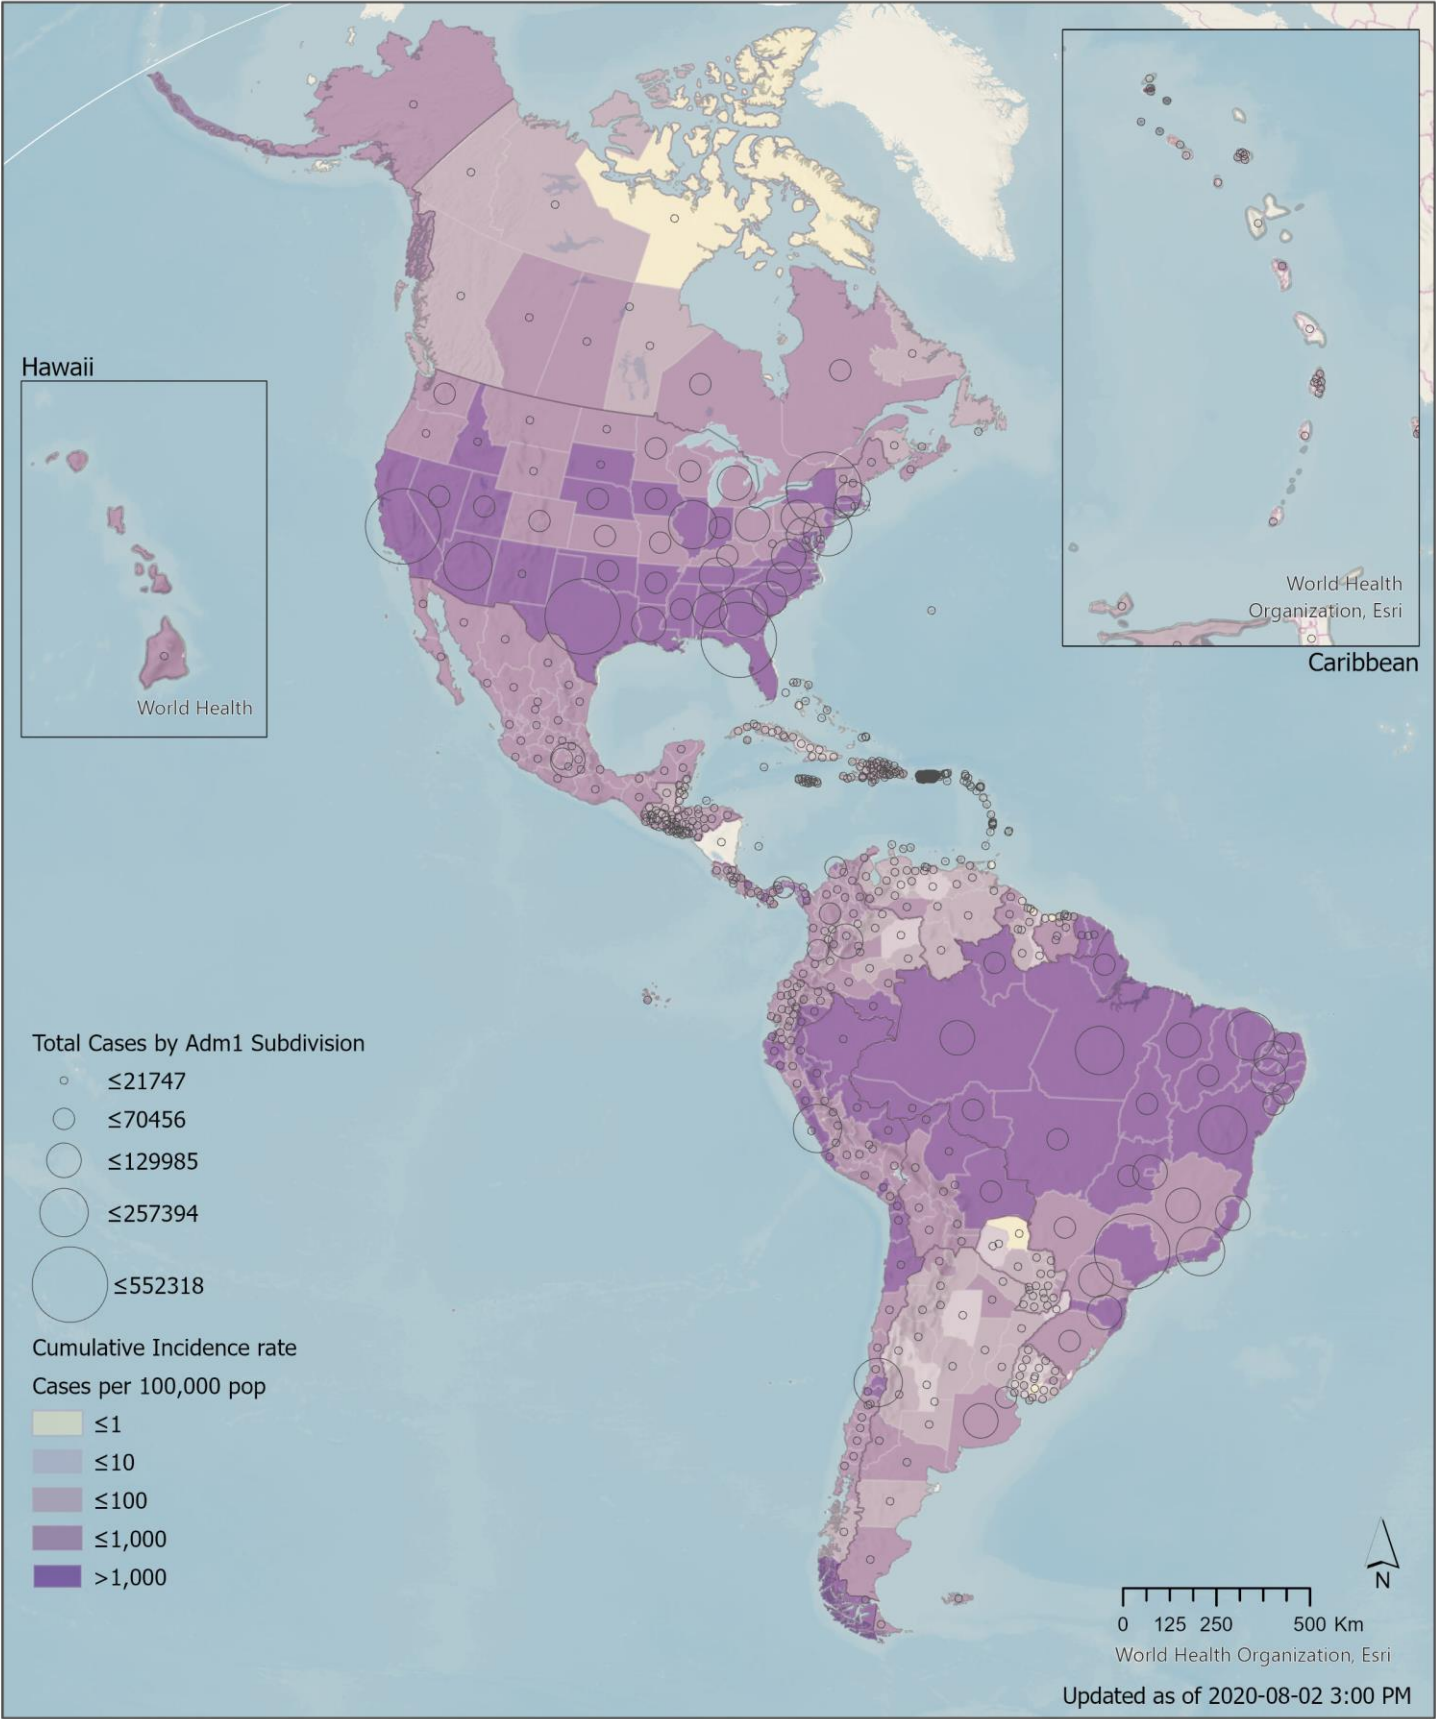 Hawaii
World Health
World Health
Organization, Esri
Caribbean
Total Cases by Adm1 Subdivision
≤21747
≤70456
≤129985
≤257394
≤552318
Cumulative Incidence rate
Cases per 100,000 pop
≤1
≤10
≤100
≤1,000
>1,000
N
0 125 250 500 Km
World Health Organization, Esri
Updated as of 2020-08-02 3:00 PM